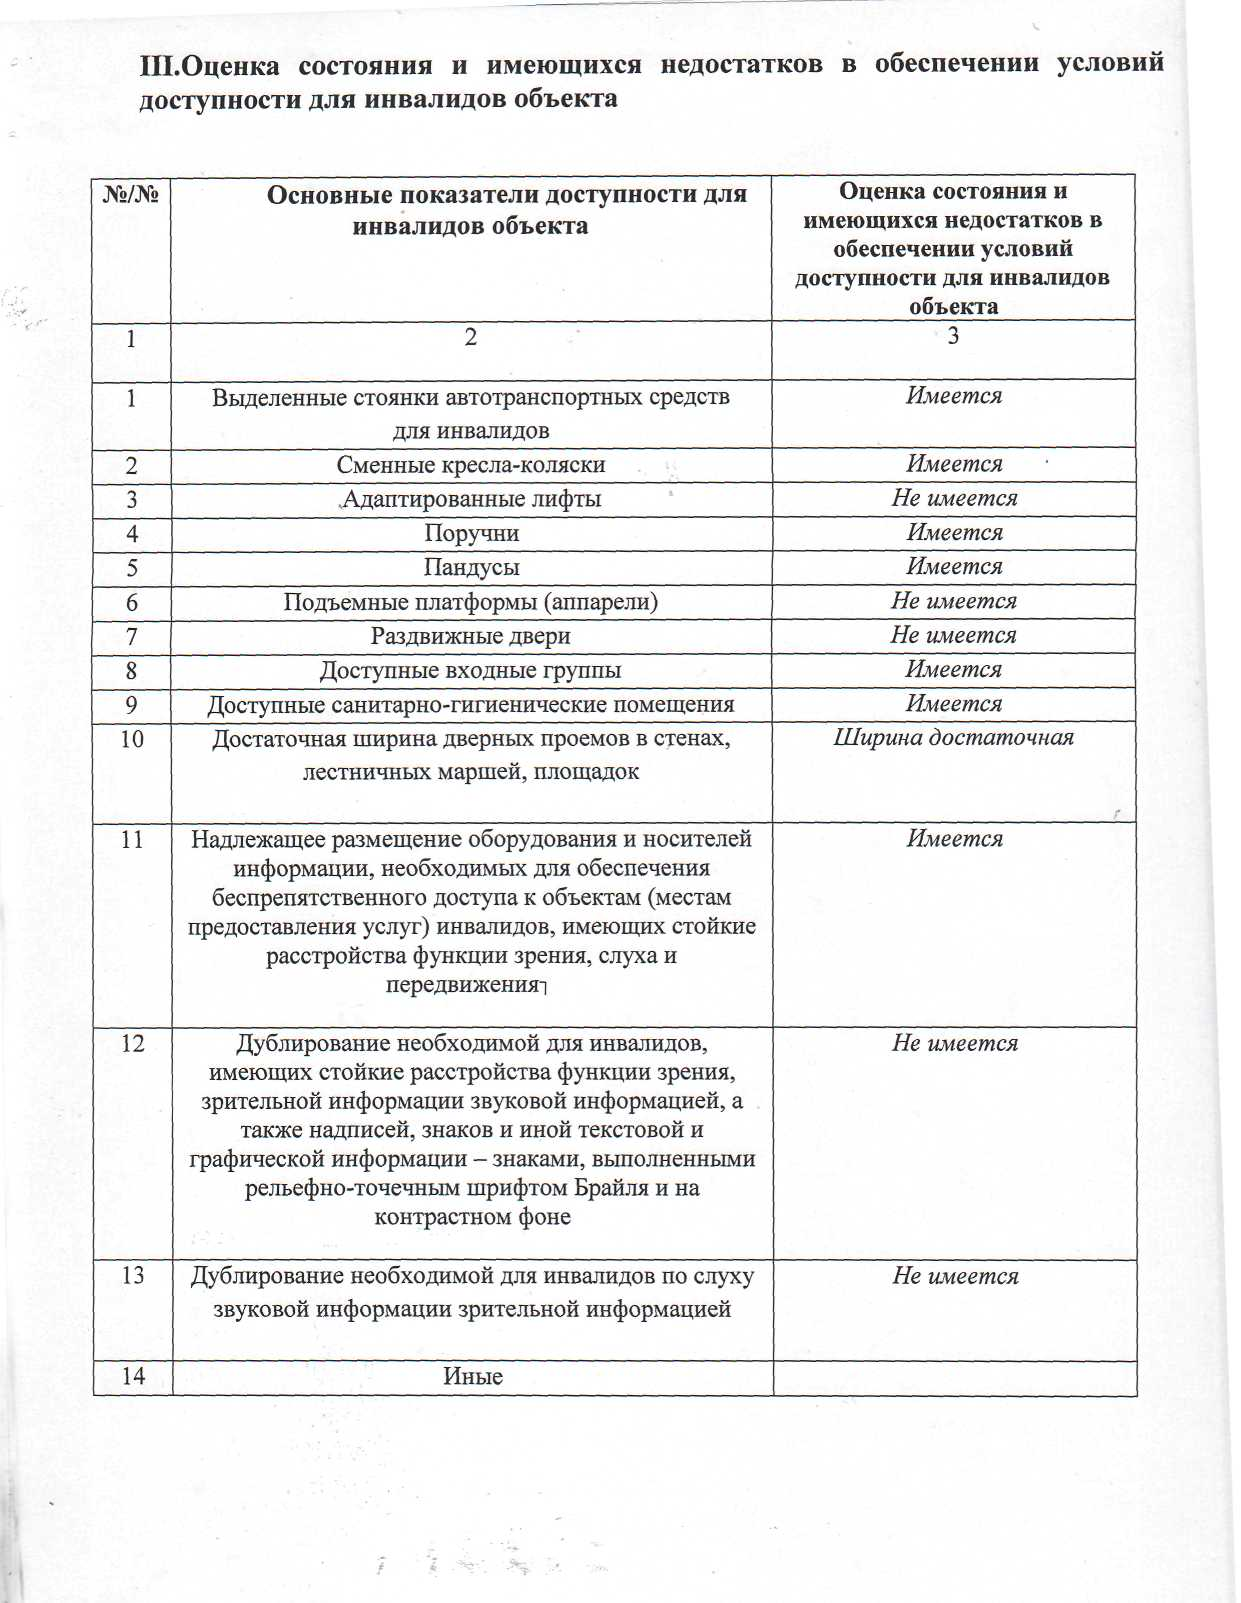 III.Оценка состояния и имеющихся недостатков в обеспечении условий
доступности для инвалидов объекта
№/№
Основные показатели доступности для
инвалидов объекта
Оценка состояния и
имеющихся недостатков в
обеспечении условий
доступности для инвалидов
объекта
1
2
3
1
Выделенные стоянки автотранспортных средств
для инвалидов
Имеется
2
Сменные кресла-коляски
Имеется
3
Адаптированные лифты
Не имеется
4
Поручни
Имеется
5
Пандусы
Имеется
6
Подъемные платформы (аппарели)
Не имеется
7
Раздвижные двери
Не имеется
8
Доступные входные группы
Имеется
9
Доступные санитарно-гигиенические помещения
Имеется
10
Достаточная ширина дверных проемов в стенах,
лестничных маршей, площадок
Ширина достаточная
11
Надлежащее размещение оборудования и носителей
информации, необходимых для обеспечения
беспрепятственного доступа к объектам (местам
предоставления услуг) инвалидов, имеющих стойкие
расстройства функции зрения, слуха и
передвижения
Имеется
12
Дублирование необходимой для инвалидов,
имеющих стойкие расстройства функции зрения,
зрительной информации звуковой информацией, а
также надписей, знаков и иной текстовой и
графической информации – знаками, выполненными
рельефно-точечным шрифтом Брайля и на
контрастном фоне
Не имеется
13
Дублирование необходимой для инвалидов по слуху
звуковой информации зрительной информацией
Не имеется
14
Иные